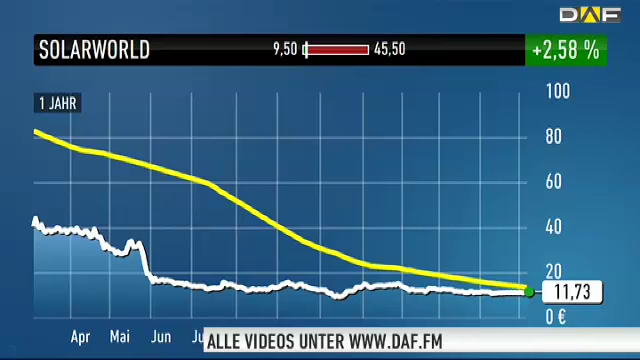 DAF
SOLARWORLD 9,50 45,50 +2,58 %
1 JAHR
100
80
60
40
20
11,73
0 €
Apr Mai Jun
ALLE VIDEOS UNTER WWW.DAF.FM